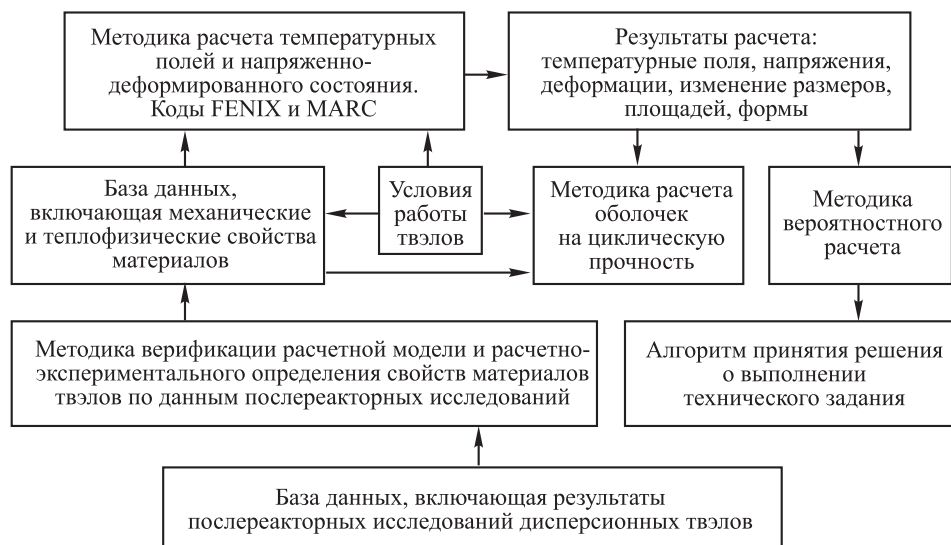 Методика расчета температурных
полей и напряженно-
деформированного состояния.
Коды FENIX и MARC
Результаты расчета:
температурные поля, напряжения,
деформации, изменение размеров,
площадей, формы
База данных,
включающая механические
и теплофизические свойства
материалов
Условия
работы
твэлов
Методика расчета
оболочек
на циклическую
прочность
Методика
вероятностного
расчета
Методика верификации расчетной модели и расчетно-
экспериментального определения свойств материалов
твэлов по данным послереакторных исследований
Алгоритм принятия решения
о выполнении
технического задания
База данных, включающая результаты
послереакторных исследований дисперсионных твэлов